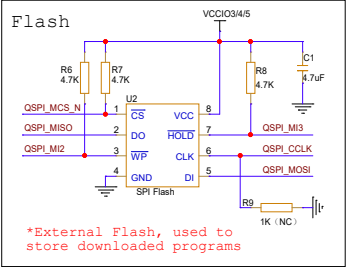 Flash
VCCIO3/4/5
R6
4.7K
R7
4.7K
R8
4.7K
C1
4.7uF
U2
QSPI_MCS_N
1
CS
VCC
8
QSPI_MISO
2
DO
HOLD
7
QSPI_MI3
QSPI_MI2
3
WP
CLK
6
QSPI_CCLK
4
GND
DI
5
QSPI_MOSI
SPI Flash
R9
1K（NC）
*External Flash, used to
store downloaded programs